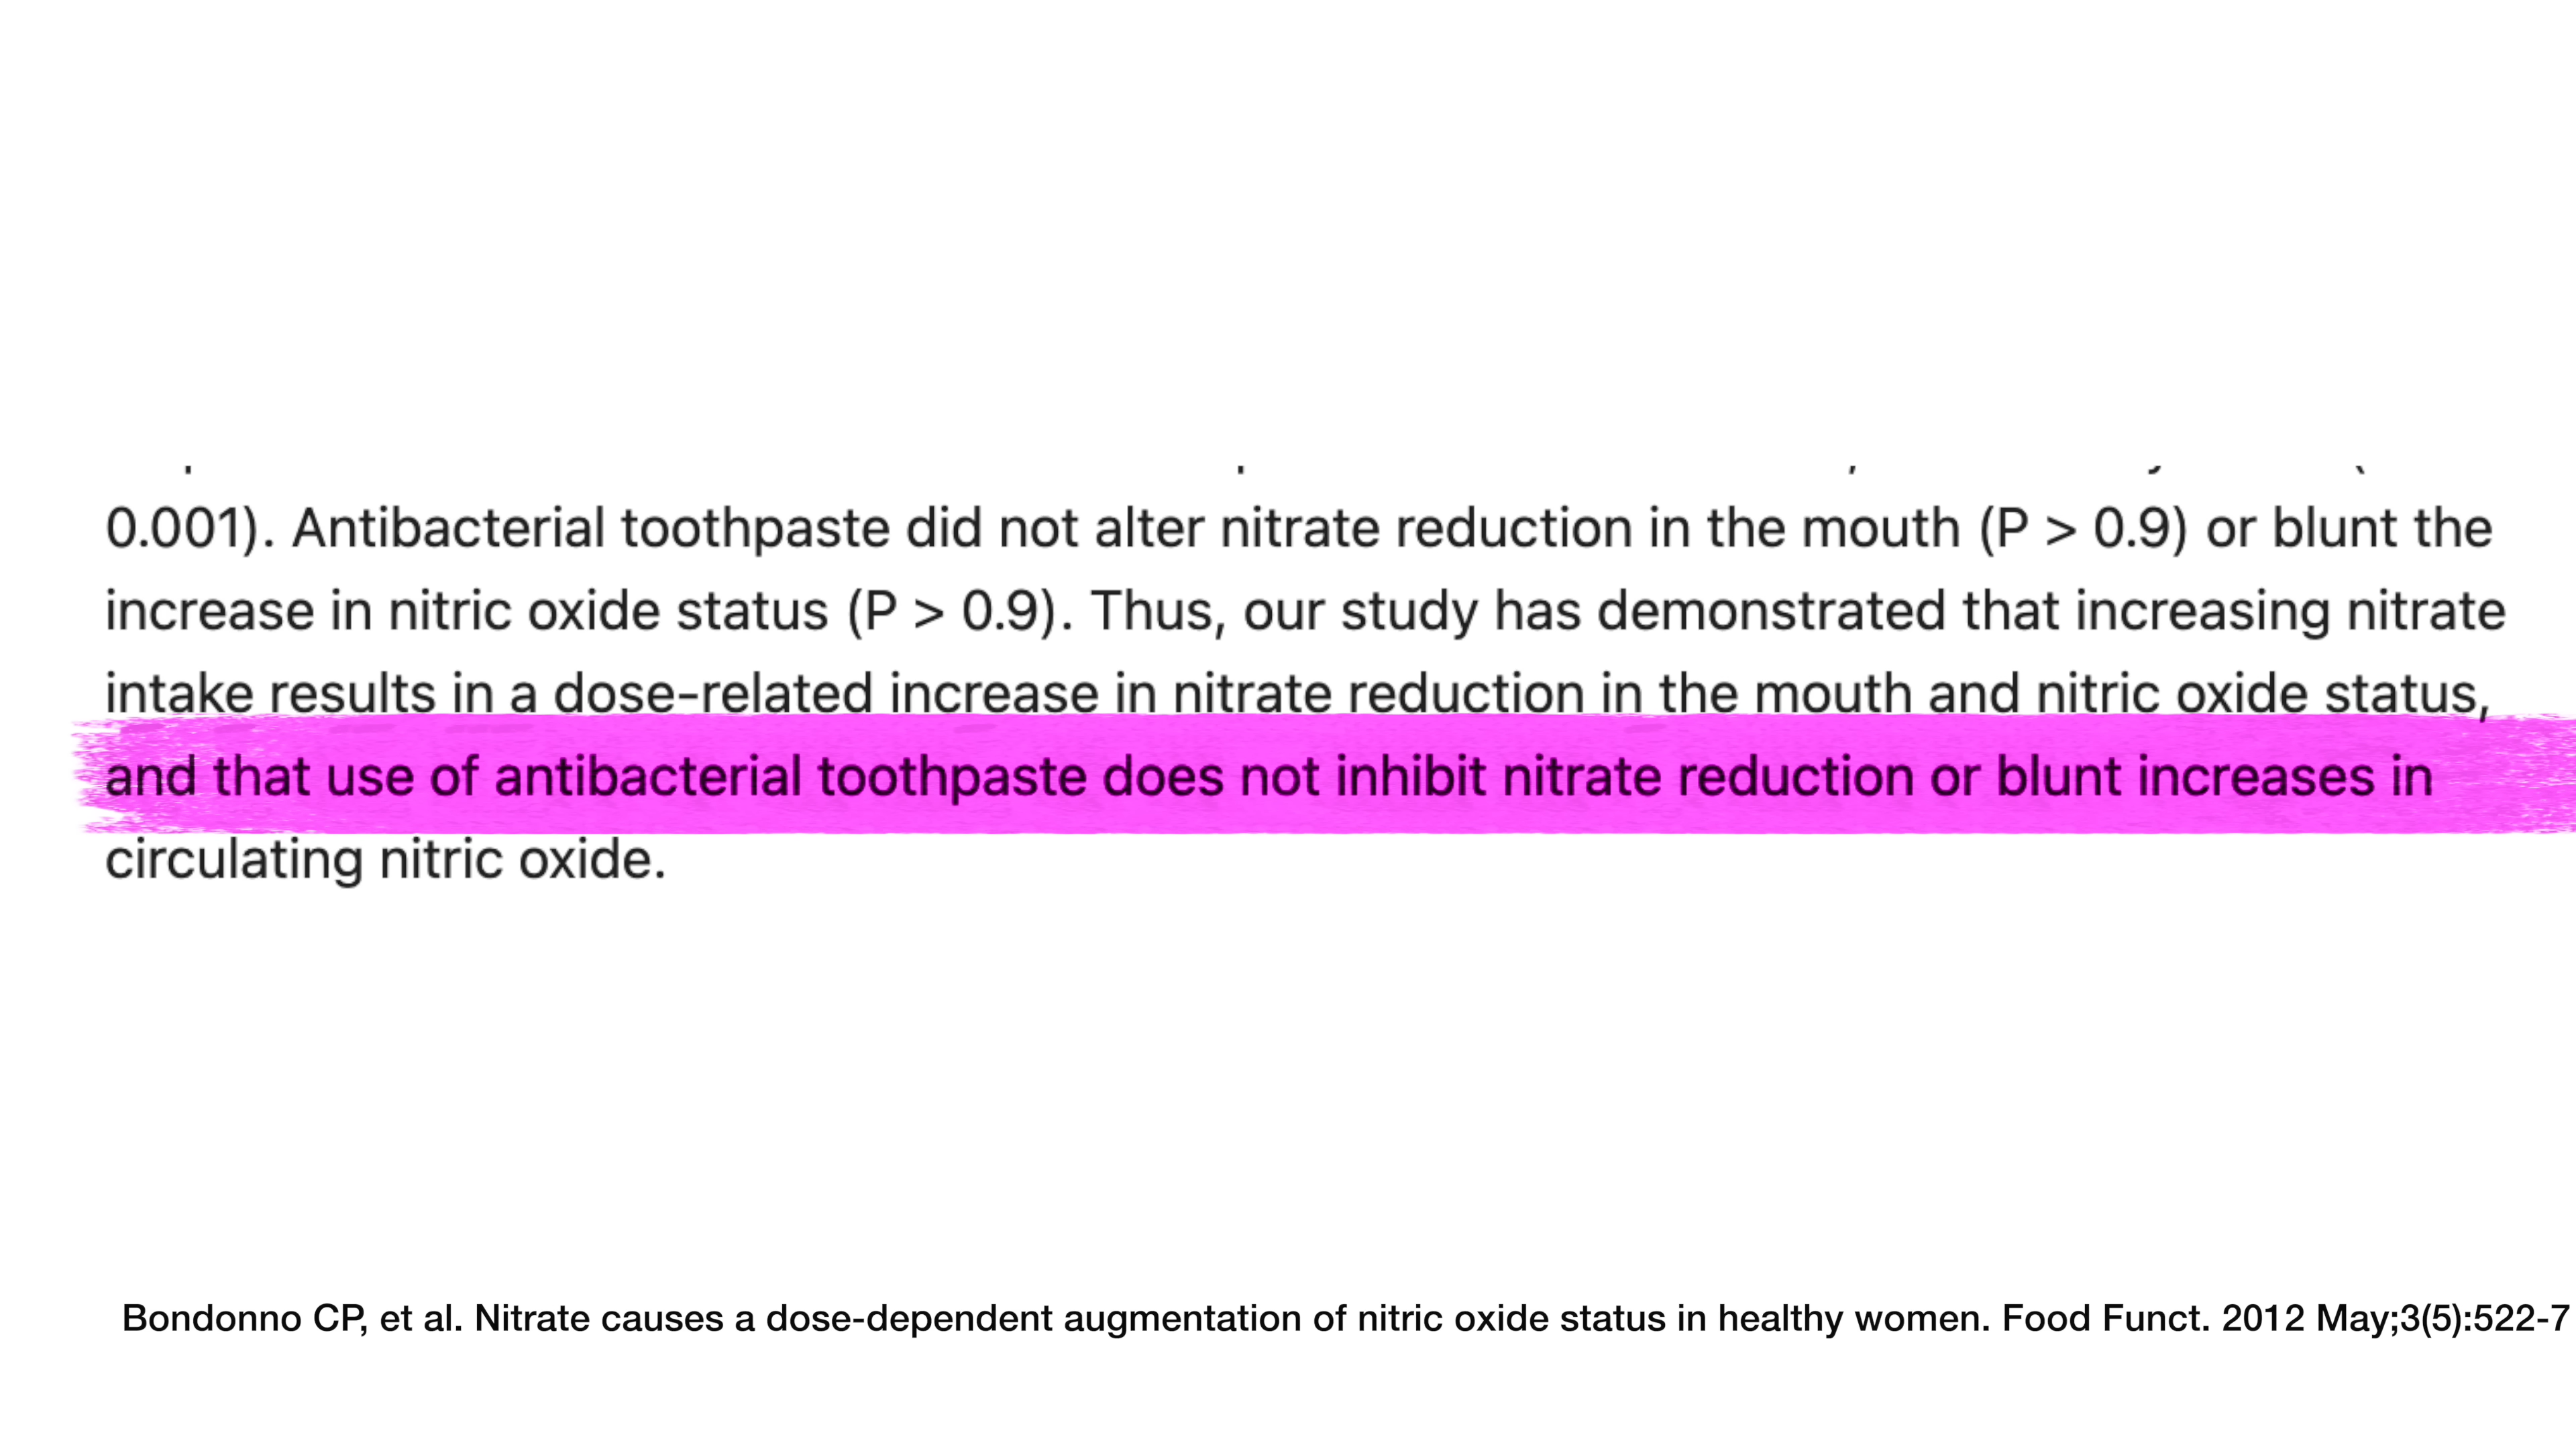 0.001). Antibacterial toothpaste did not alter nitrate reduction in the mouth (P > 0.9) or blunt the
increase in nitric oxide status (P > 0.9). Thus, our study has demonstrated that increasing nitrate
intake results in a dose-related increase in nitrate reduction in the mouth and nitric oxide status,
and that use of antibacterial toothpaste does not inhibit nitrate reduction or blunt increases in
circulating nitric oxide.
Bondonno CP, et al. Nitrate causes a dose-dependent augmentation of nitric oxide status in healthy women. Food Funct. 2012 May;3(5):522-7